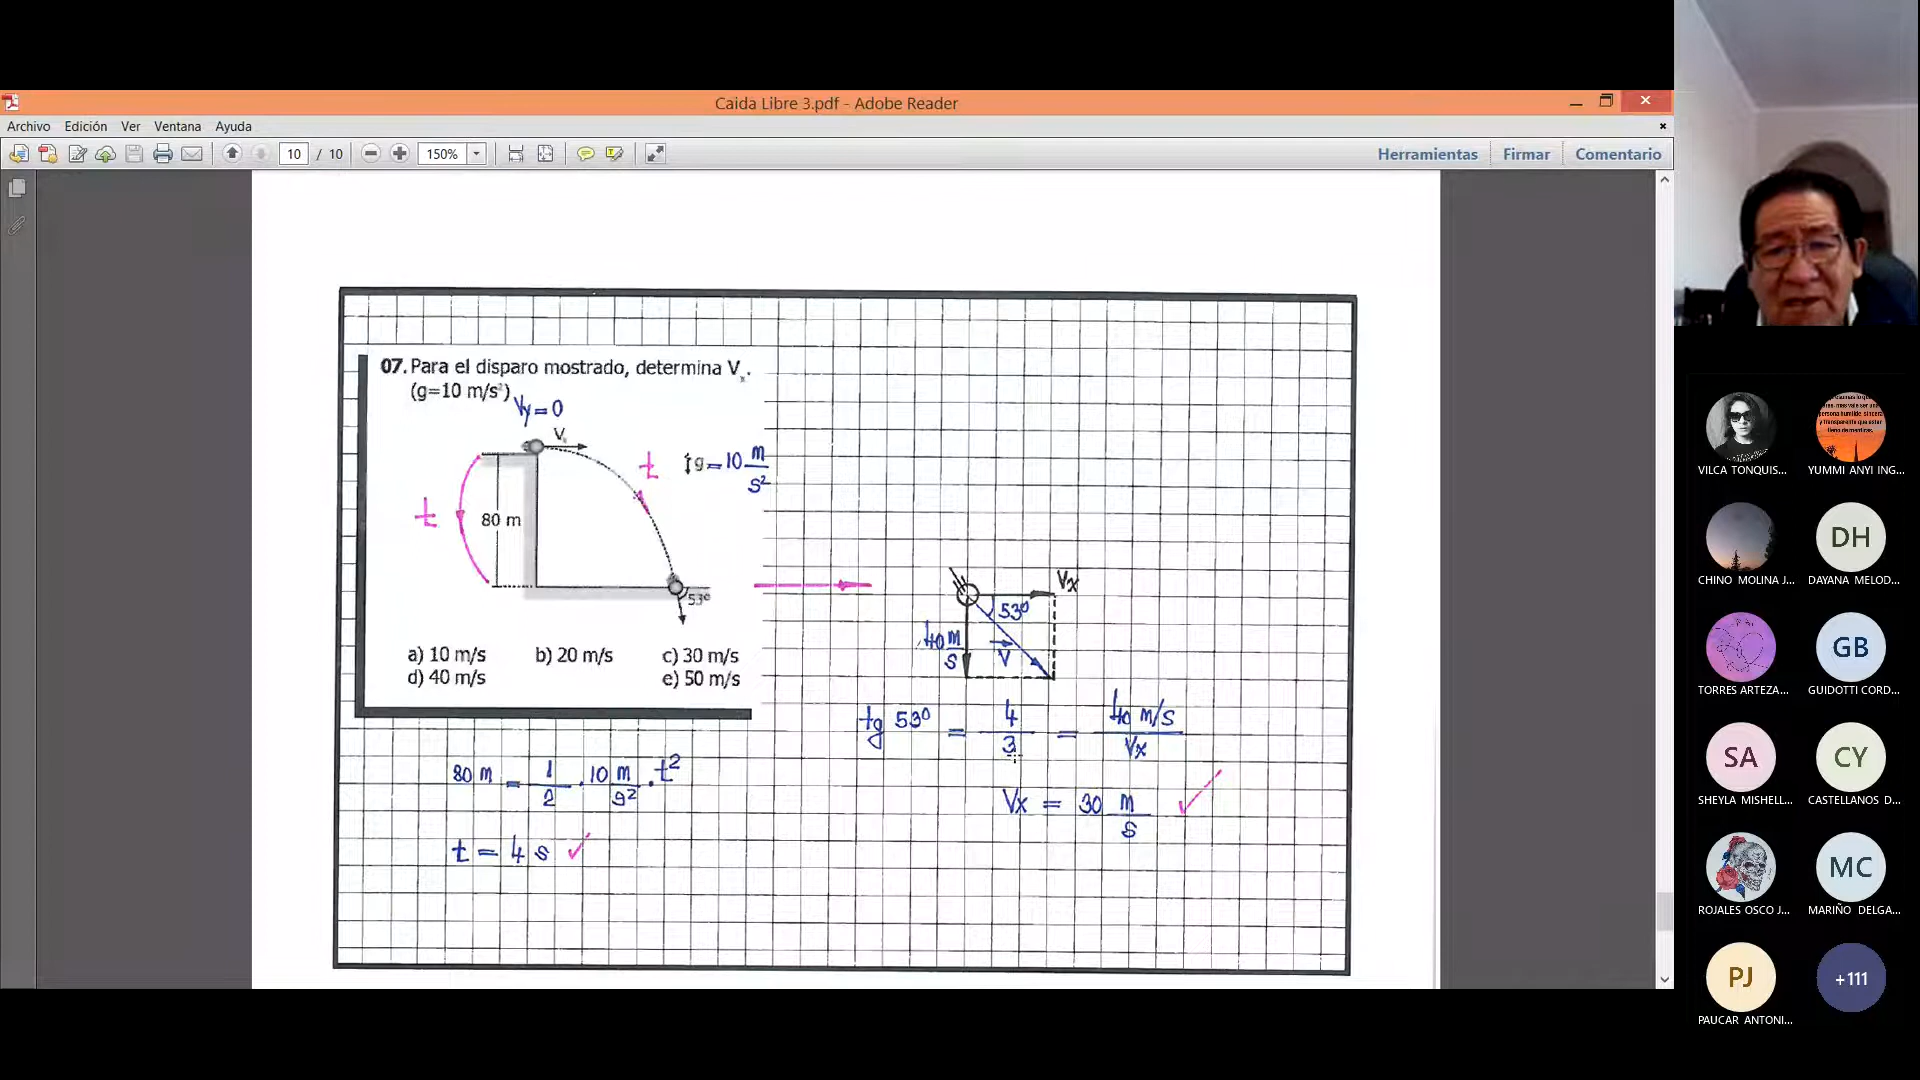 Caida Libre 3.pdf - Adobe Reader
Archivo Edición Ver Ventana Ayuda
10 / 10 150% Herramientas Firmar Comentario
07. Para el disparo mostrado, determina Vx.
(g=10 m/s²)
Vy = 0
V
t
g = 10 m/s²
t
80 m
53°
a) 10 m/s b) 20 m/s c) 30 m/s
d) 40 m/s e) 50 m/s
Vx
53°
40 m/s
V
tg 53° = 4/3 = 40 m/s / Vx
80 m = 1/2 . 10 m/s² . t²
Vx = 30 m/s
t = 4 s
VILCA TONQUIS...
YUMMI ANYI ING...
CHINO MOLINA J...
DH
DAYANA MELOD...
TORRES ARTEZA...
GB
GUIDOTTI CORD...
SA
SHEYLA MISHELL...
CY
CASTELLANOS D...
ROJALES OSCO J...
MC
MARIÑO DELGA...
PJ
PAUCAR ANTONI...
+111